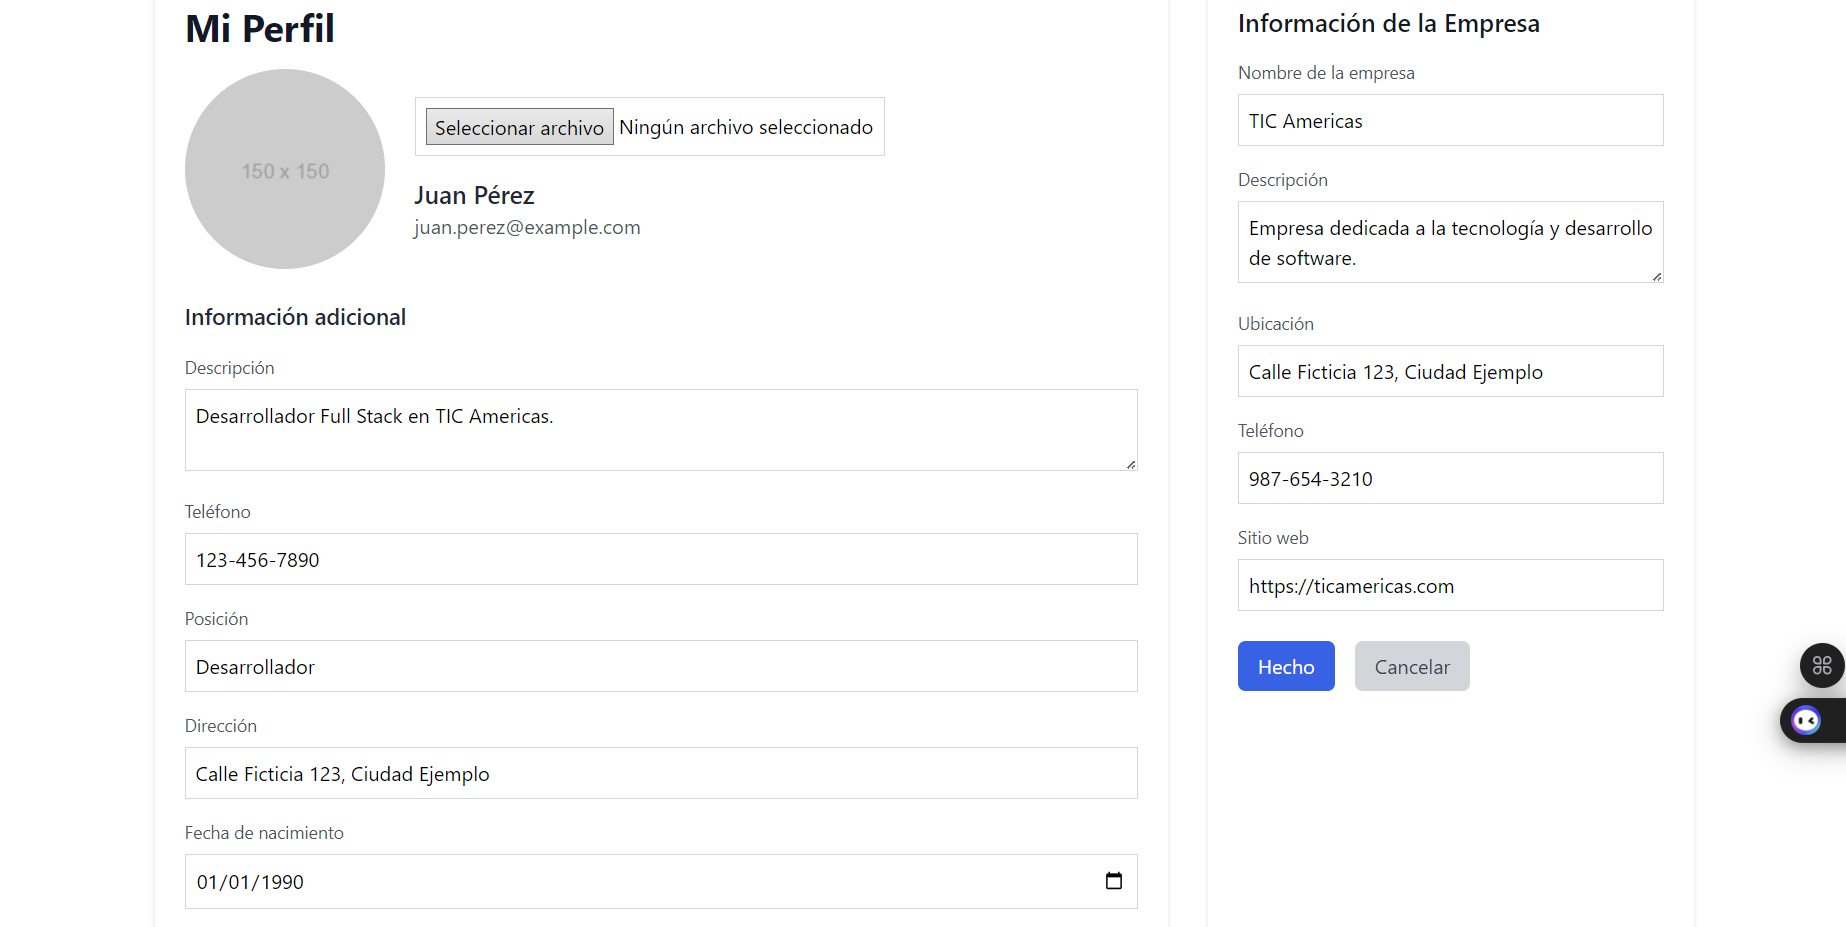 Mi Perfil
150 x 150
Seleccionar archivo Ningún archivo seleccionado
Juan Pérez
juan.perez@example.com
Información adicional
Descripción
Desarrollador Full Stack en TIC Americas.
Teléfono
123-456-7890
Posición
Desarrollador
Dirección
Calle Ficticia 123, Ciudad Ejemplo
Fecha de nacimiento
01/01/1990
Información de la Empresa
Nombre de la empresa
TIC Americas
Descripción
Empresa dedicada a la tecnología y desarrollo
de software.
Ubicación
Calle Ficticia 123, Ciudad Ejemplo
Teléfono
987-654-3210
Sitio web
https://ticamericas.com
Hecho
Cancelar